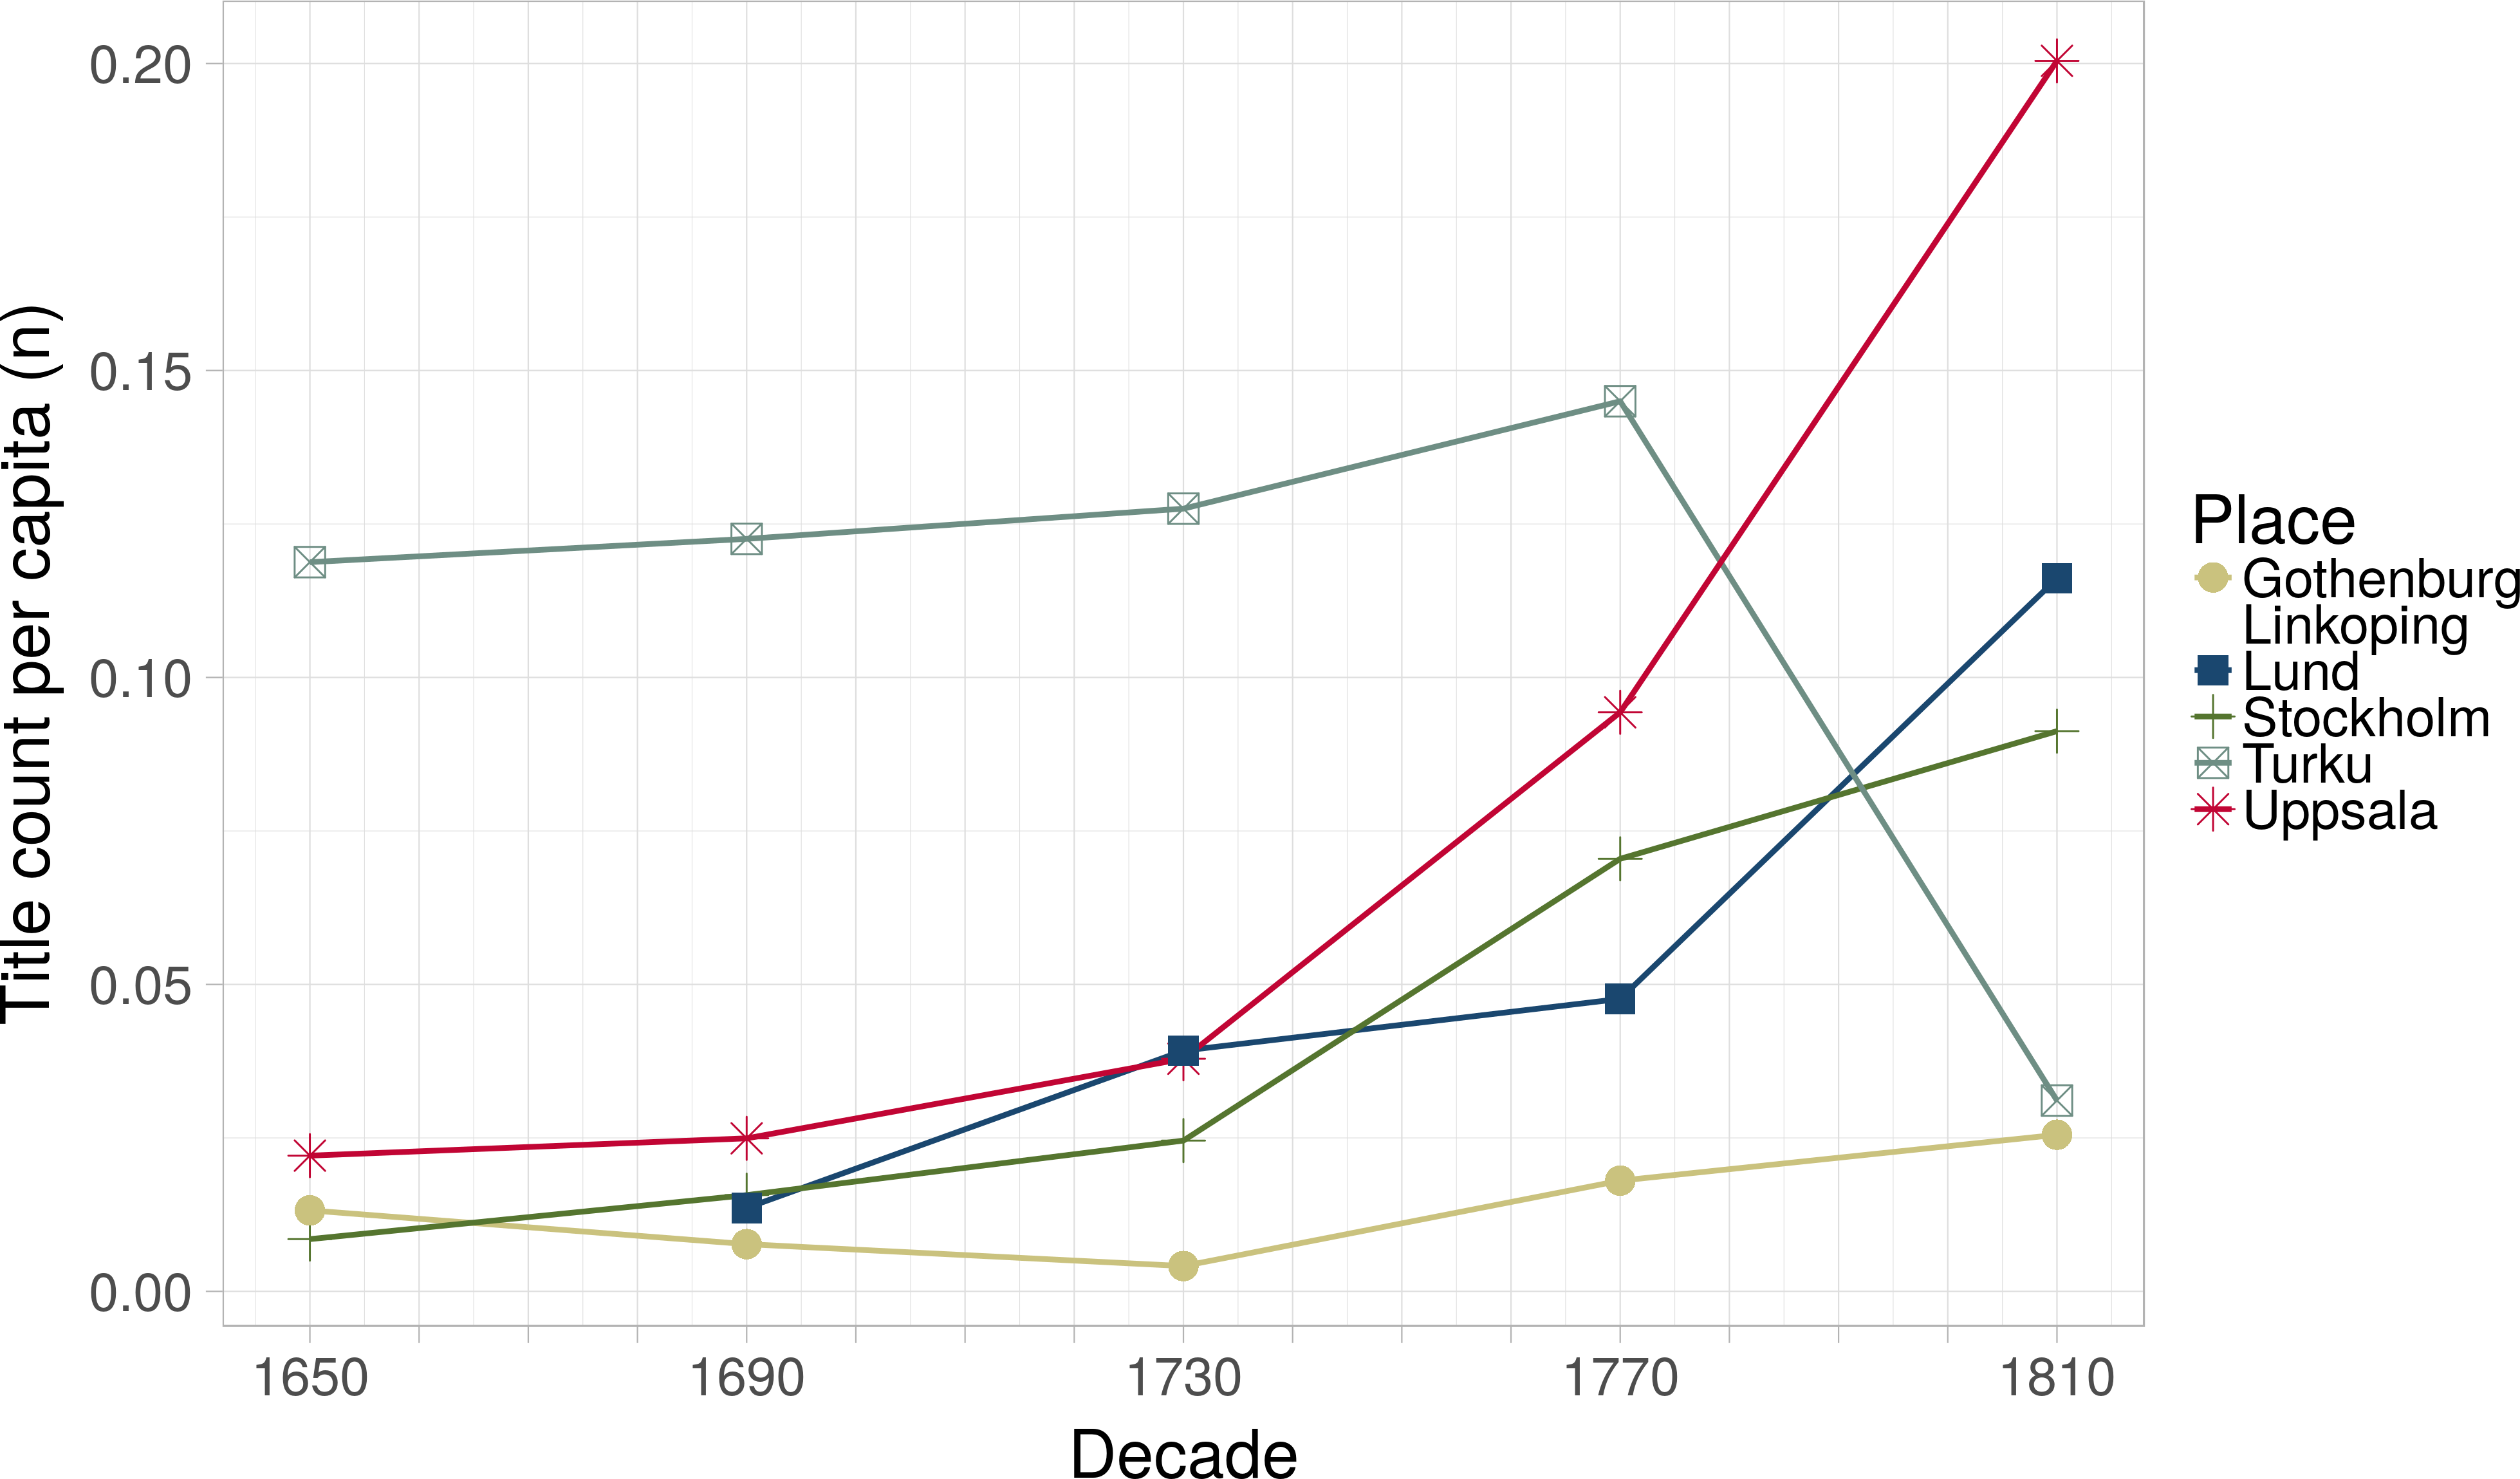 Title count per capita (n)
0.20
0.15
0.10
0.05
0.00
1650 1690 1730 1770 1810
Decade
Place
Gothenburg
Linkoping
Lund
Stockholm
Turku
Uppsala